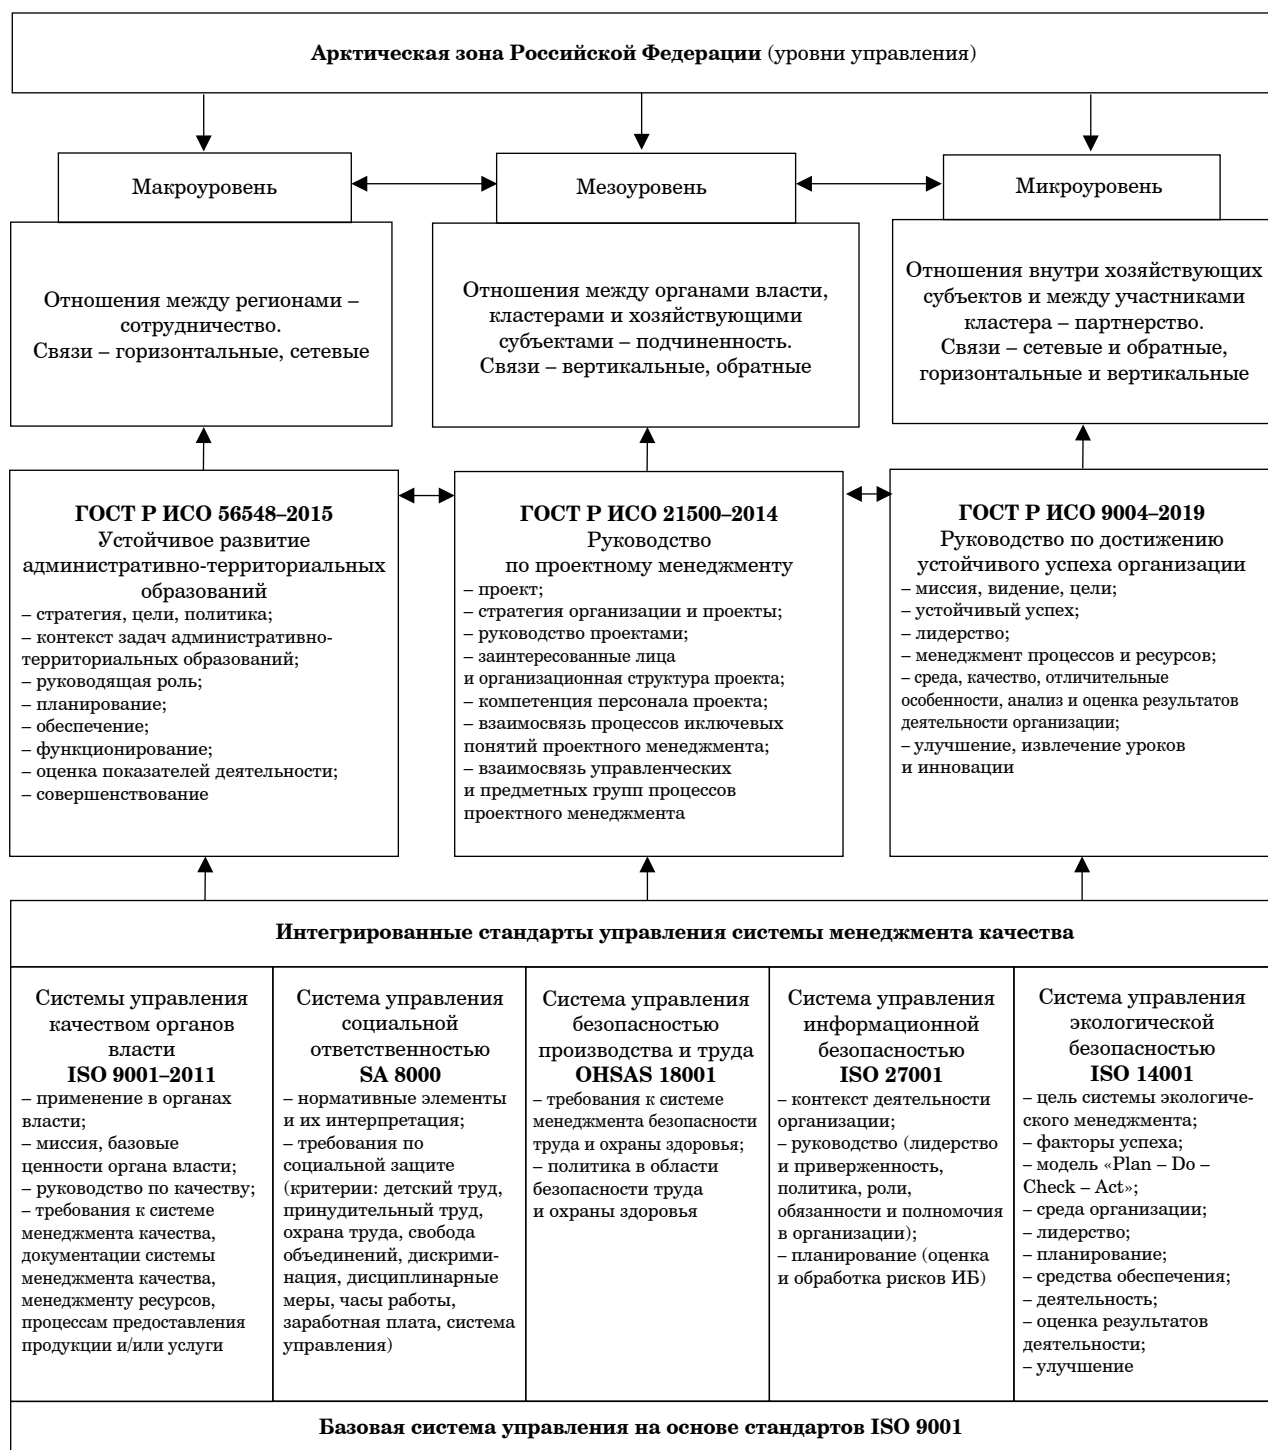 Арктическая зона Российской Федерации (уровни управления)
Макроуровень
Мезоуровень
Микроуровень
Отношения между регионами –
сотрудничество.
Связи – горизонтальные, сетевые
Отношения между органами власти,
кластерами и хозяйствующими
субъектами – подчиненность.
Связи – вертикальные, обратные
Отношения внутри хозяйствующих
субъектов и между участниками
кластера – партнерство.
Связи – сетевые и обратные,
горизонтальные и вертикальные
ГОСТ Р ИСО 56548–2015
Устойчивое развитие
административно-территориальных
образований
– стратегия, цели, политика;
– контекст задач административно-
территориальных образований;
– руководящая роль;
– планирование;
– обеспечение;
– функционирование;
– оценка показателей деятельности;
– совершенствование
ГОСТ Р ИСО 21500–2014
Руководство
по проектному менеджменту
– проект;
– стратегия организации и проекты;
– руководство проектами;
– заинтересованные лица
и организационная структура проекта;
– компетенция персонала проекта;
– взаимосвязь процессов иключевых
понятий проектного менеджмента;
– взаимосвязь управленческих
и предметных групп процессов
проектного менеджмента
ГОСТ Р ИСО 9004–2019
Руководство по достижению
устойчивого успеха организации
– миссия, видение, цели;
– устойчивый успех;
– лидерство;
– менеджмент процессов и ресурсов;
– среда, качество, отличительные
особенности, анализ и оценка результатов
деятельности организации;
– улучшение, извлечение уроков
и инновации
Интегрированные стандарты управления системы менеджмента качества
Системы управления
качеством органов
власти
ISO 9001–2011
– применение в органах
власти;
– миссия, базовые
ценности органа власти;
– руководство по качеству;
– требования к системе
менеджмента качества,
документации системы
менеджмента качества,
менеджменту ресурсов,
процессам предоставления
продукции и/или услуги
Система управления
социальной
ответственностью
SA 8000
– нормативные элементы
и их интерпретация;
– требования по
социальной защите
(критерии: детский труд,
принудительный труд,
охрана труда, свобода
объединений, дискрими-
нация, дисциплинарные
меры, часы работы,
заработная плата, система
управления)
Система управления
безопасностью
производства и труда
OHSAS 18001
– требования к системе
менеджмента безопасности
труда и охраны здоровья;
– политика в области
безопасности труда
и охраны здоровья
Система управления
информационной
безопасностью
ISO 27001
– контекст деятельности
организации;
– руководство (лидерство
и приверженность,
политика, роли,
обязанности и полномочия
в организации);
– планирование (оценка
и обработка рисков ИБ)
Система управления
экологической
безопасностью
ISO 14001
– цель системы экологиче-
ского менеджмента;
– факторы успеха;
– модель «Plan – Do –
Check – Act»;
– среда организации;
– лидерство;
– планирование;
– средства обеспечения;
– деятельность;
– оценка результатов
деятельности;
– улучшение
Базовая система управления на основе стандартов ISO 9001